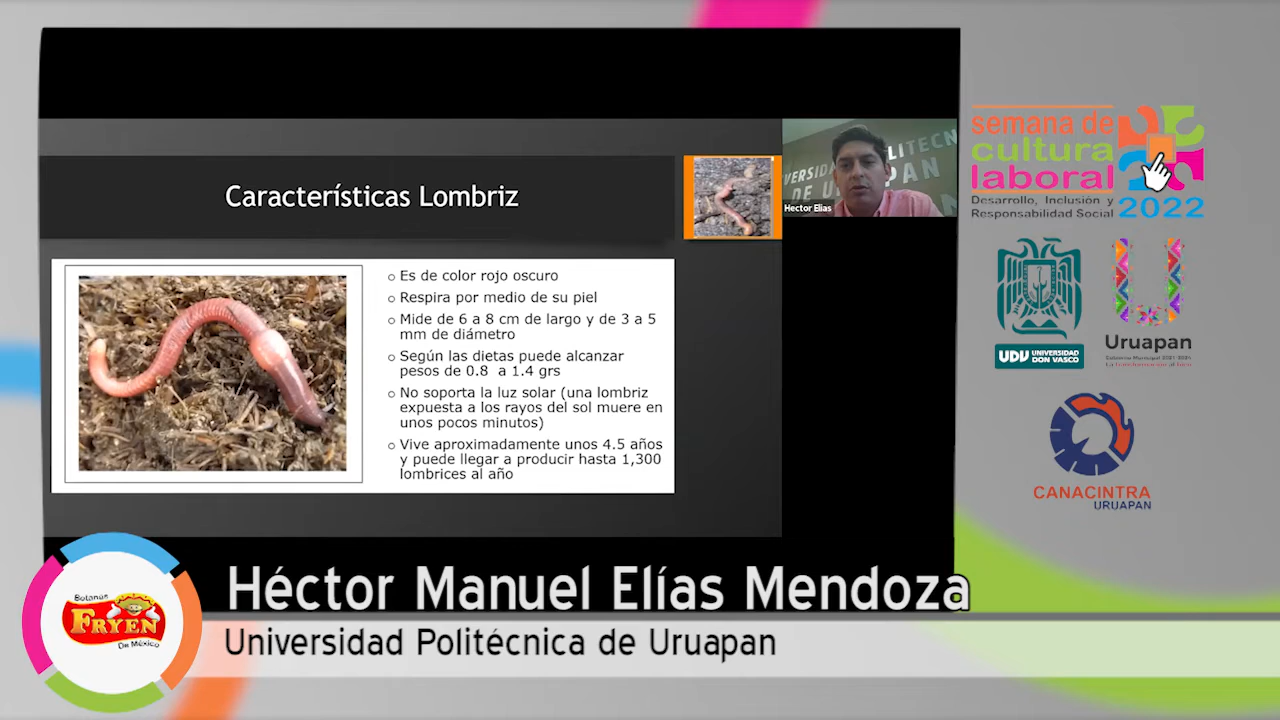 Características Lombriz
Es de color rojo oscuro
Respira por medio de su piel
Mide de 6 a 8 cm de largo y de 3 a 5
mm de diámetro
Según las dietas puede alcanzar
pesos de 0.8 a 1.4 grs
No soporta la luz solar (una lombriz
expuesta a los rayos del sol muere en
unos pocos minutos)
Vive aproximadamente unos 4.5 años
y puede llegar a producir hasta 1,300
lombrices al año
Hector Elias
semana de
cultura
laboral
Desarrollo, Inclusión y
Responsabilidad Social
2022
UDV UNIVERSIDAD
DON VASCO
Uruapan
Gobierno Municipal 2021-2024
CANACINTRA
URUAPAN
Héctor Manuel Elías Mendoza
Universidad Politécnica de Uruapan
Botanas
FRYEN
De México